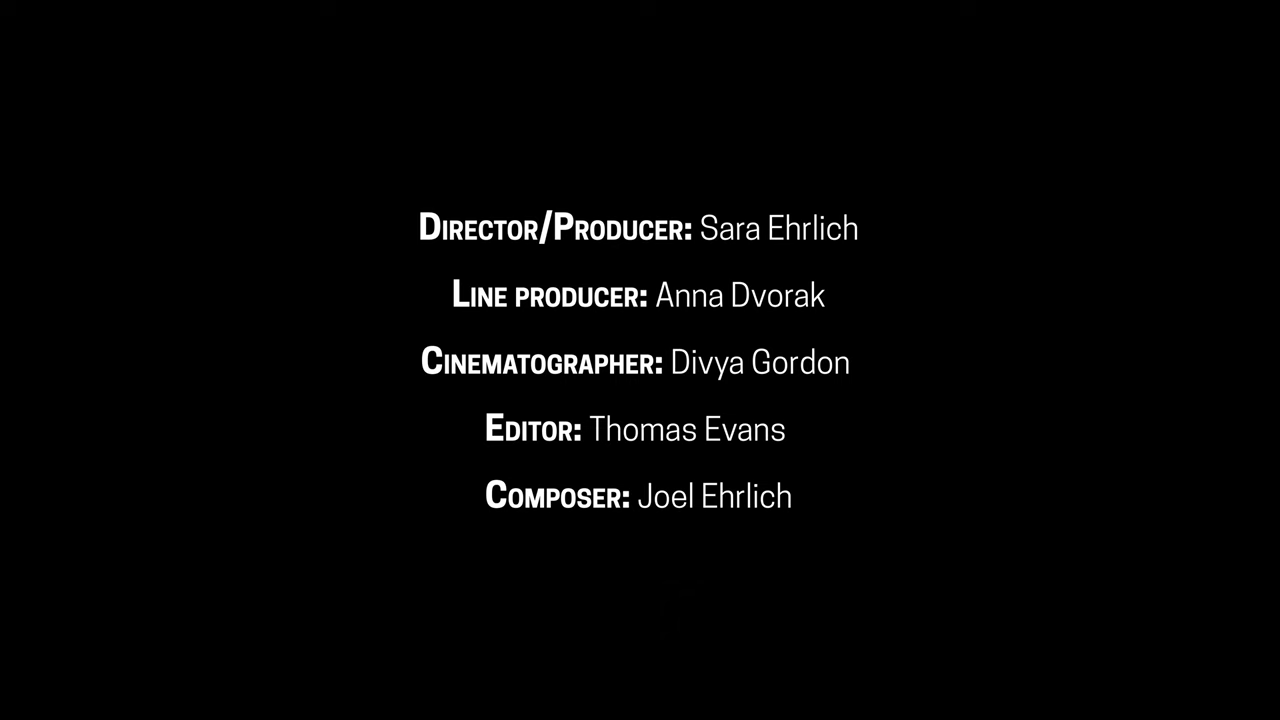 Director/Producer: Sara Ehrlich
Line producer: Anna Dvorak
Cinematographer: Divya Gordon
Editor: Thomas Evans
Composer: Joel Ehrlich